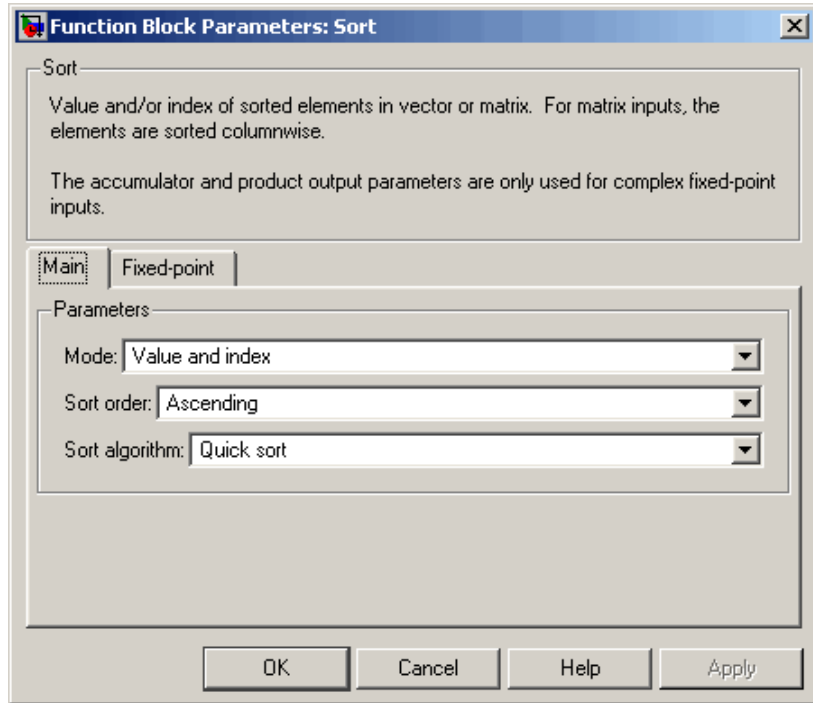 Function Block Parameters: Sort
Sort
Value and/or index of sorted elements in vector or matrix. For matrix inputs, the
elements are sorted columnwise.
The accumulator and product output parameters are only used for complex fixed-point
inputs.
Main Fixed-point
Parameters
Mode: Value and index
Sort order: Ascending
Sort algorithm: Quick sort
OK Cancel Help Apply